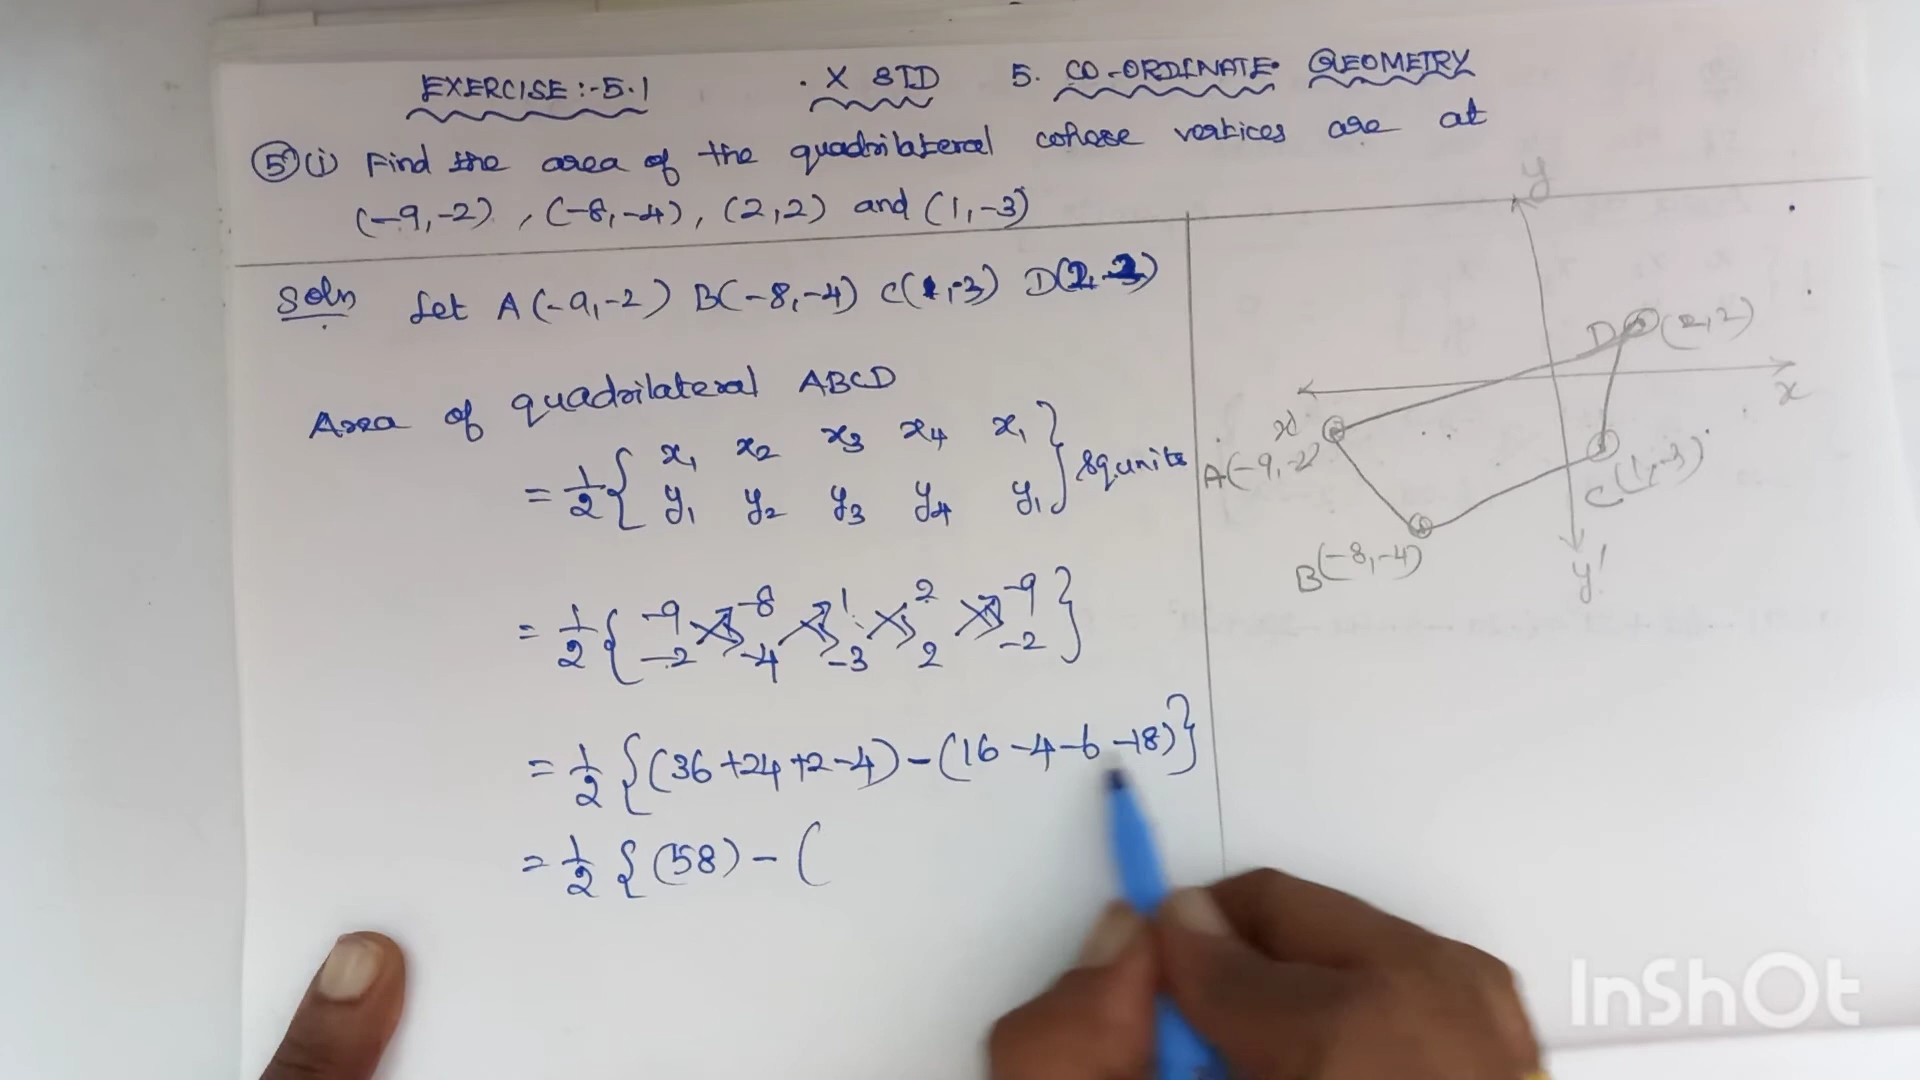 EXERCISE :- 5.1 . X STD 5. CO-ORDINATE GEOMETRY
5 (i) Find the area of the quadrilateral whose vertices are at
(-9,-2), (-8,-4), (2,2) and (1,-3)
Soln Let A(-9,-2) B(-8,-4) C(1,-3) D(2,2)
Area of quadrilateral ABCD
= 1/2 { x1 x2 x3 x4 x1
y1 y2 y3 y4 y1 } sq.units
= 1/2 { -9 -8 1 2 -9
-2 -4 -3 2 -2 }
= 1/2 {(36+24+2-4)-(16-4-6-18)}
= 1/2 {(58)-(
y
D (2,2)
x' x
A(-9,-2)
C(1,-3)
B(-8,-4)
y'
InShOt